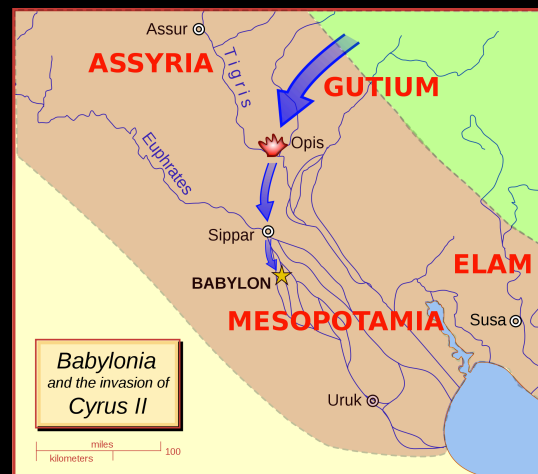 Assur
ASSYRIA
Tigris
GUTIUM
Opis
Euphrates
Sippar
ELAM
BABYLON
MESOPOTAMIA
Susa
Babylonia
and the invasion of
Cyrus II
Uruk
miles
100
kilometers